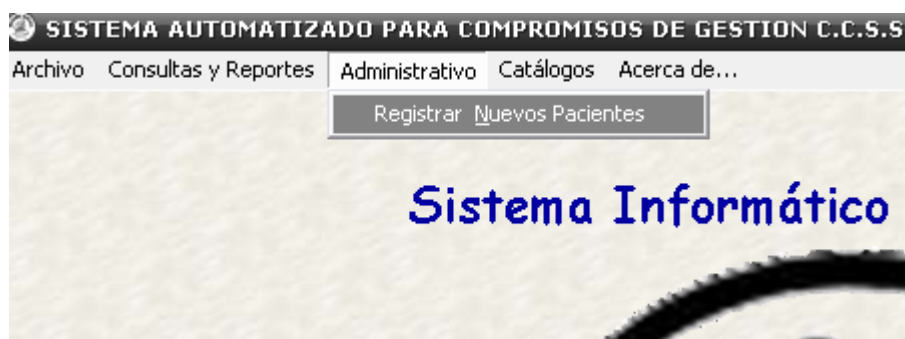 SISTEMA AUTOMATIZADO PARA COMPROMISOS DE GESTION C.C.S.S
Archivo Consultas y Reportes Administrativo Catálogos Acerca de...
Registrar Nuevos Pacientes
Sistema Informático